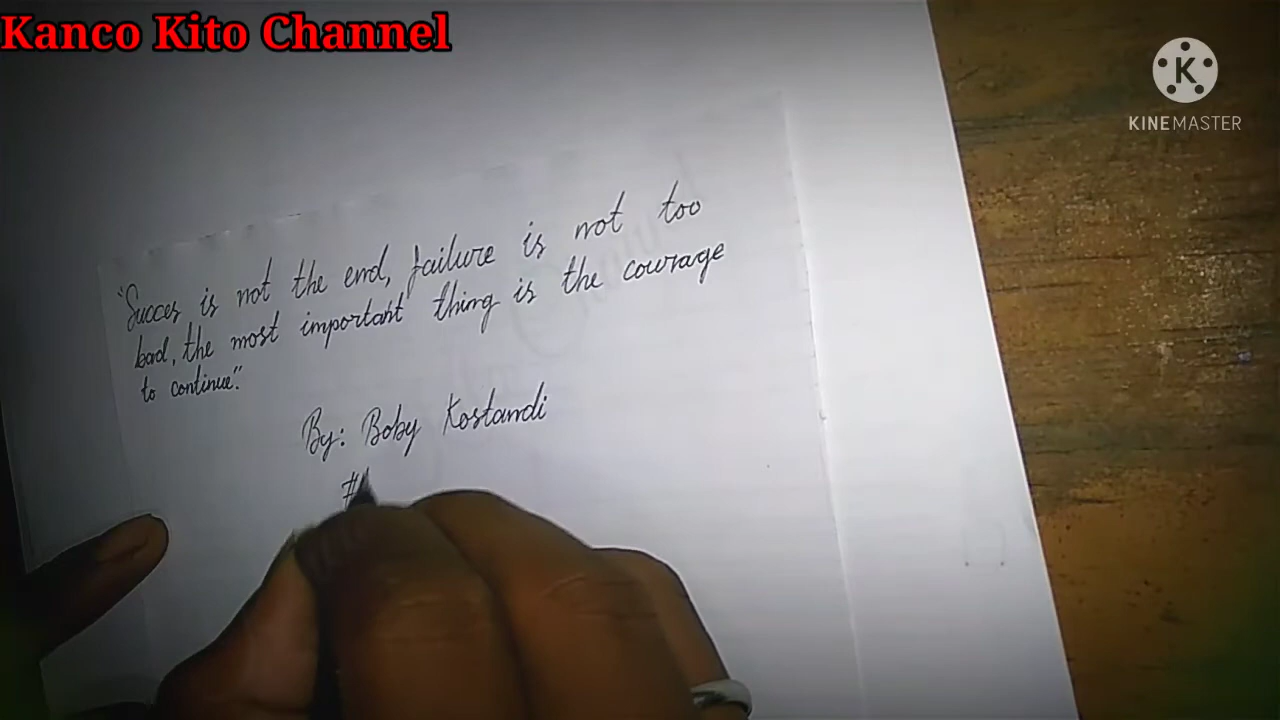 Kanco Kito Channel
K
KINEMASTER
"Succes is not the end, failure is not too
bad, the most important thing is the courage
to continue".
By: Boby Kostandi
#